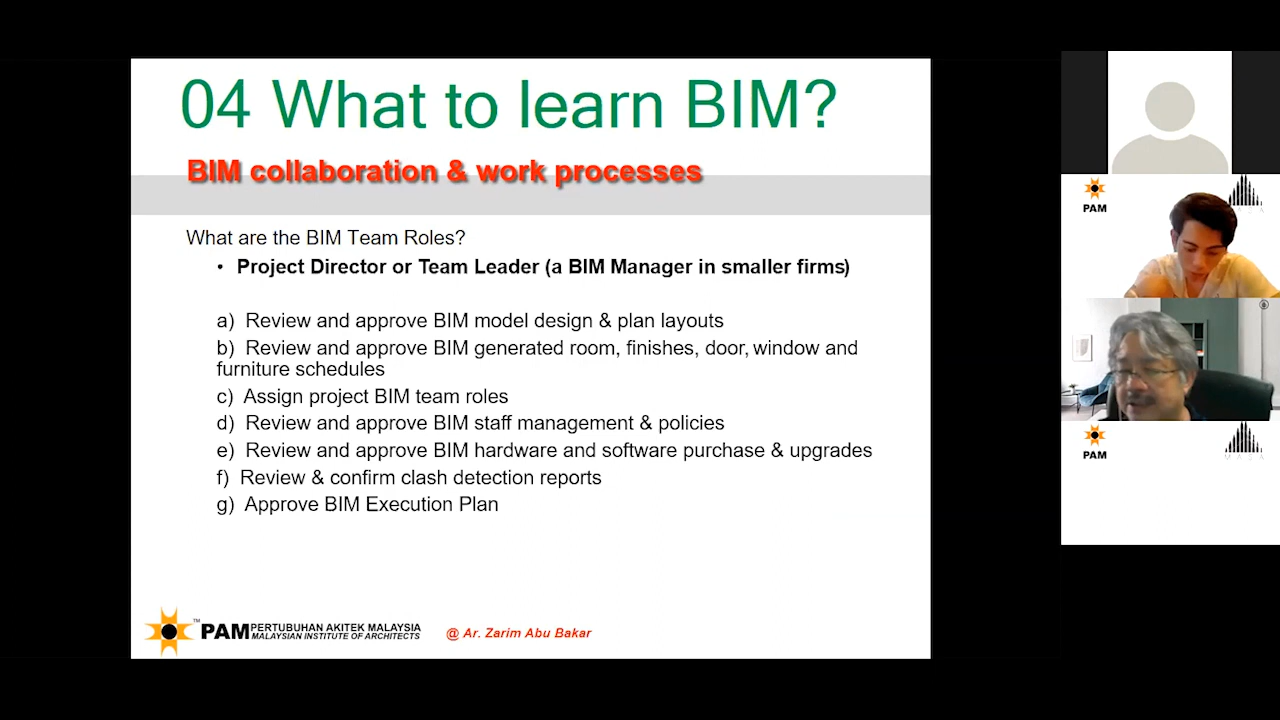 04 What to learn BIM?
BIM collaboration & work processes
What are the BIM Team Roles?
• Project Director or Team Leader (a BIM Manager in smaller firms)
a) Review and approve BIM model design & plan layouts
b) Review and approve BIM generated room, finishes, door, window and
furniture schedules
c) Assign project BIM team roles
d) Review and approve BIM staff management & policies
e) Review and approve BIM hardware and software purchase & upgrades
f) Review & confirm clash detection reports
g) Approve BIM Execution Plan
PAM PERTUBUHAN AKITEK MALAYSIA
MALAYSIAN INSTITUTE OF ARCHITECTS
™
@ Ar. Zarim Abu Bakar
PAM
PAM